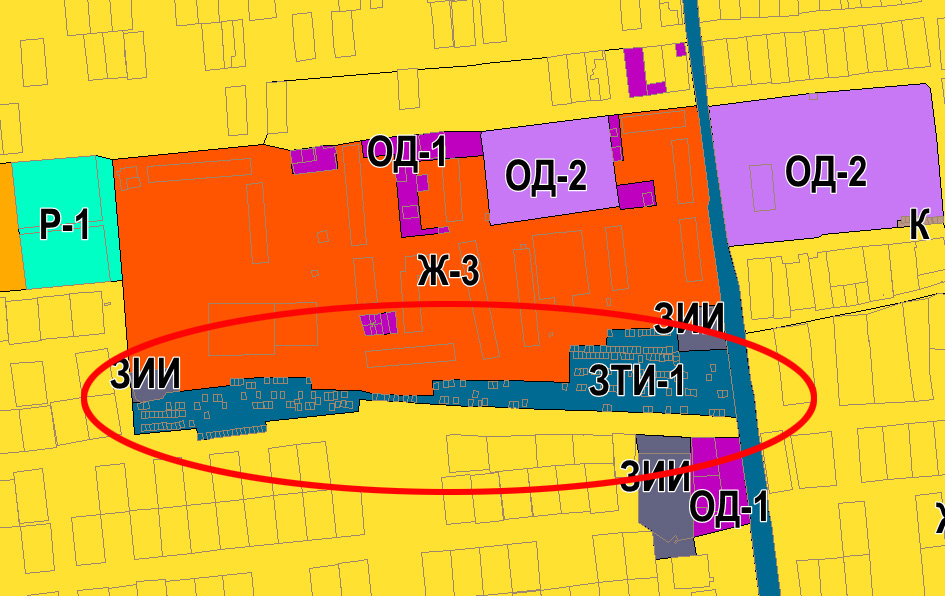 ОД-1
ОД-2
ОД-2
Р-1
К
Ж-3
ЗИИ
ЗИИ
ЗТИ-1
ЗИИ
ОД-1
Ж